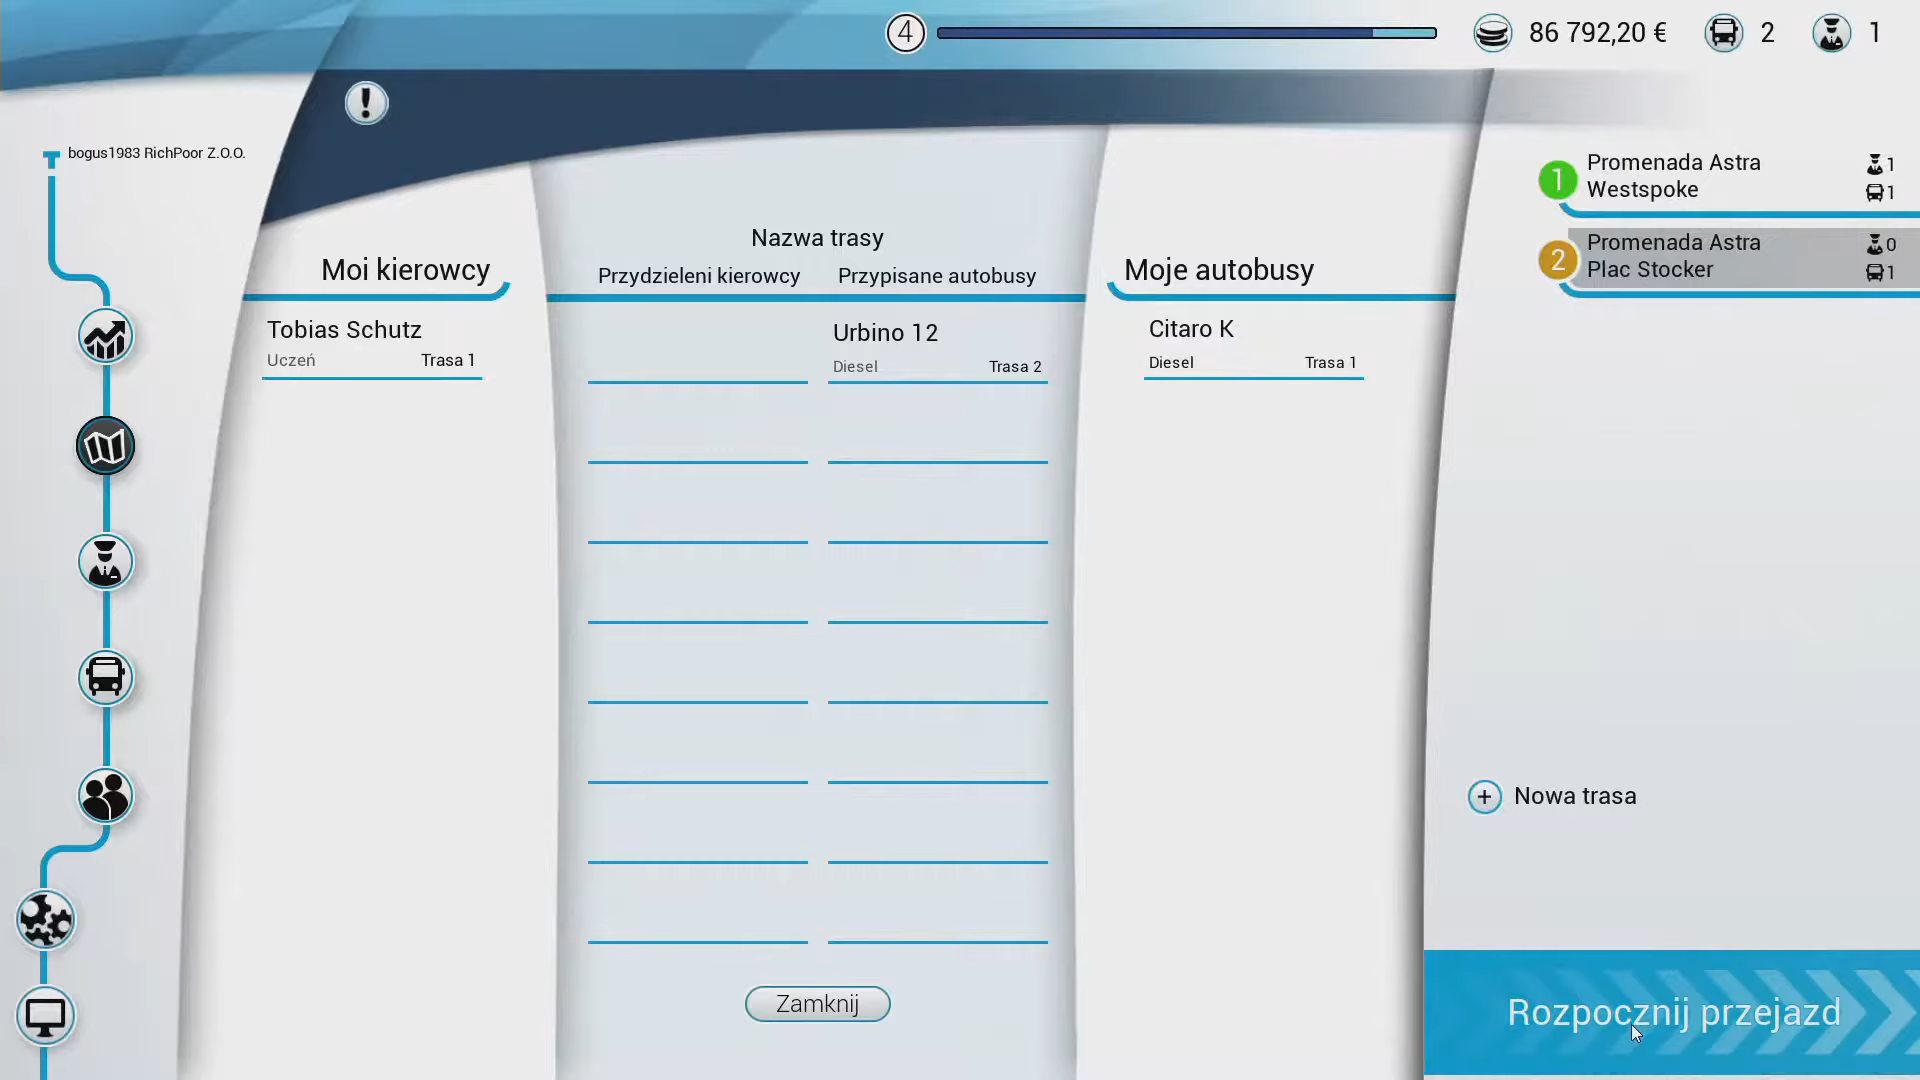 4
86 792,20 €
2
1
bogus1983 RichPoor Z.O.O.
Moi kierowcy
Tobias Schutz
Uczeń
Trasa 1
Nazwa trasy
Przydzieleni kierowcy
Przypisane autobusy
Urbino 12
Diesel
Trasa 2
Zamknij
Moje autobusy
Citaro K
Diesel
Trasa 1
1
Promenada Astra
Westspoke
1
1
2
Promenada Astra
Plac Stocker
0
1
Nowa trasa
Rozpocznij przejazd